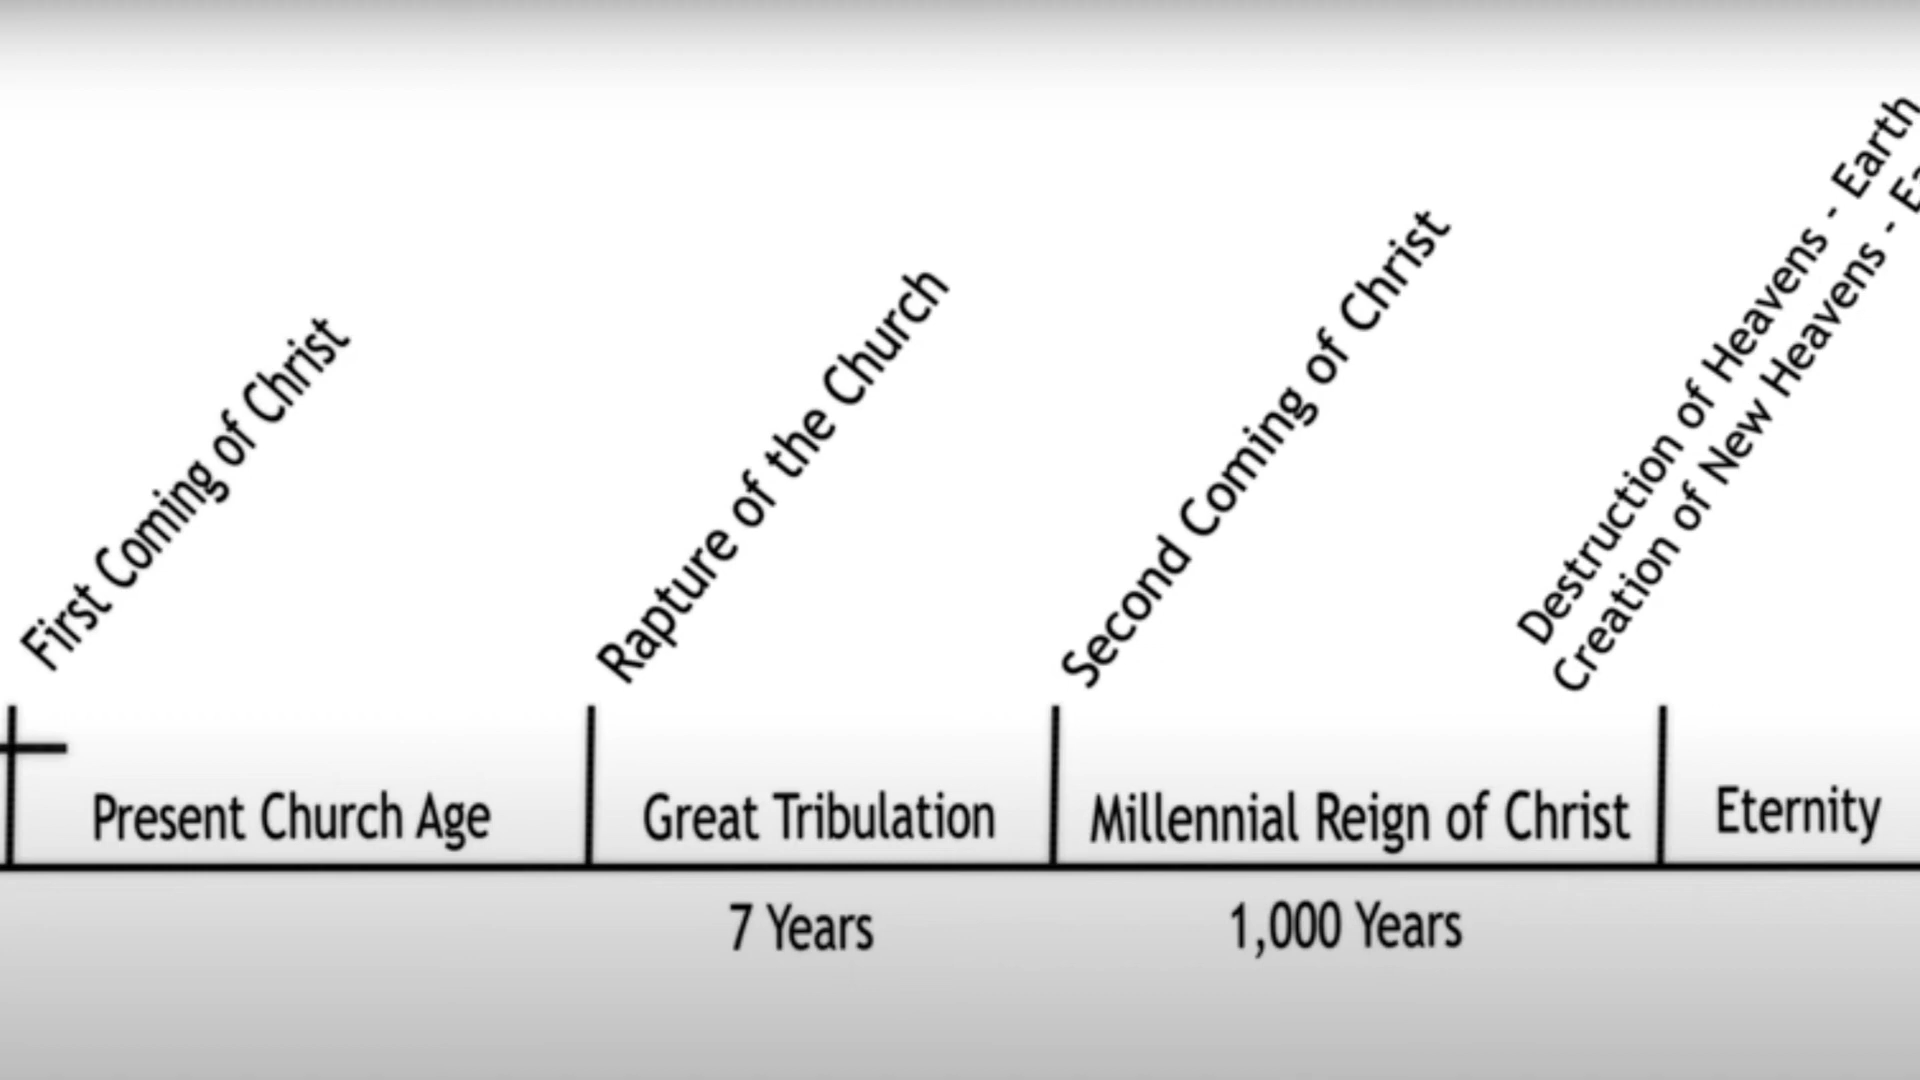 First Coming of Christ
Rapture of the Church
Second Coming of Christ
Destruction of Heavens - Earth
Creation of New Heavens -
Present Church Age
Great Tribulation
Millennial Reign of Christ
Eternity
7 Years
1,000 Years